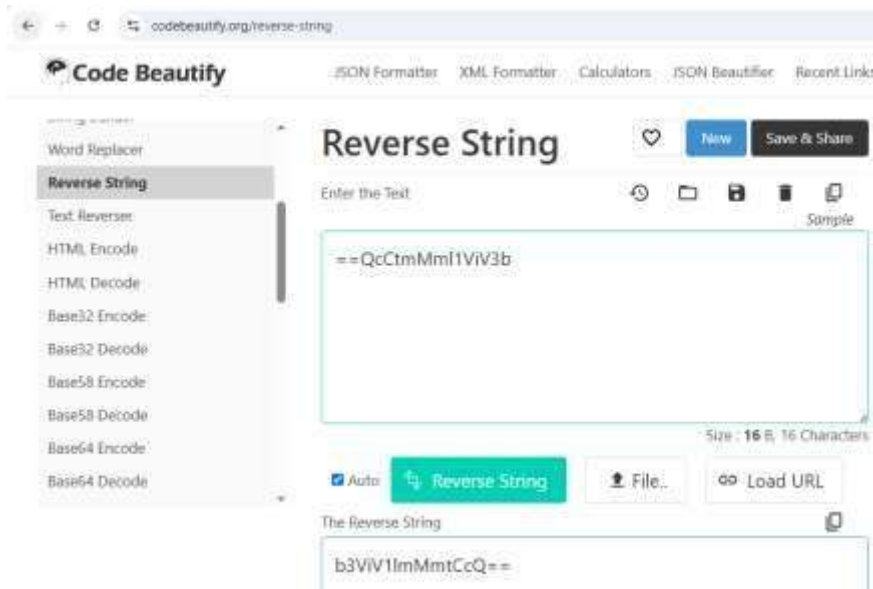 codebeautify.org/reverse-string
Code Beautify
JSON Formatter
XML Formatter
Calculators
JSON Beautifier
Recent Links
Word Replacer
Reverse String
Text Reverser
HTML Encode
HTML Decode
Base32 Encode
Base32 Decode
Base58 Encode
Base58 Decode
Base64 Encode
Base64 Decode
Reverse String
New
Save & Share
Enter the Text
Sample
==QcCtmMmI1ViV3b
Size : 16 B, 16 Characters
Auto
Reverse String
File..
Load URL
The Reverse String
b3ViV1ImMmtCcQ==